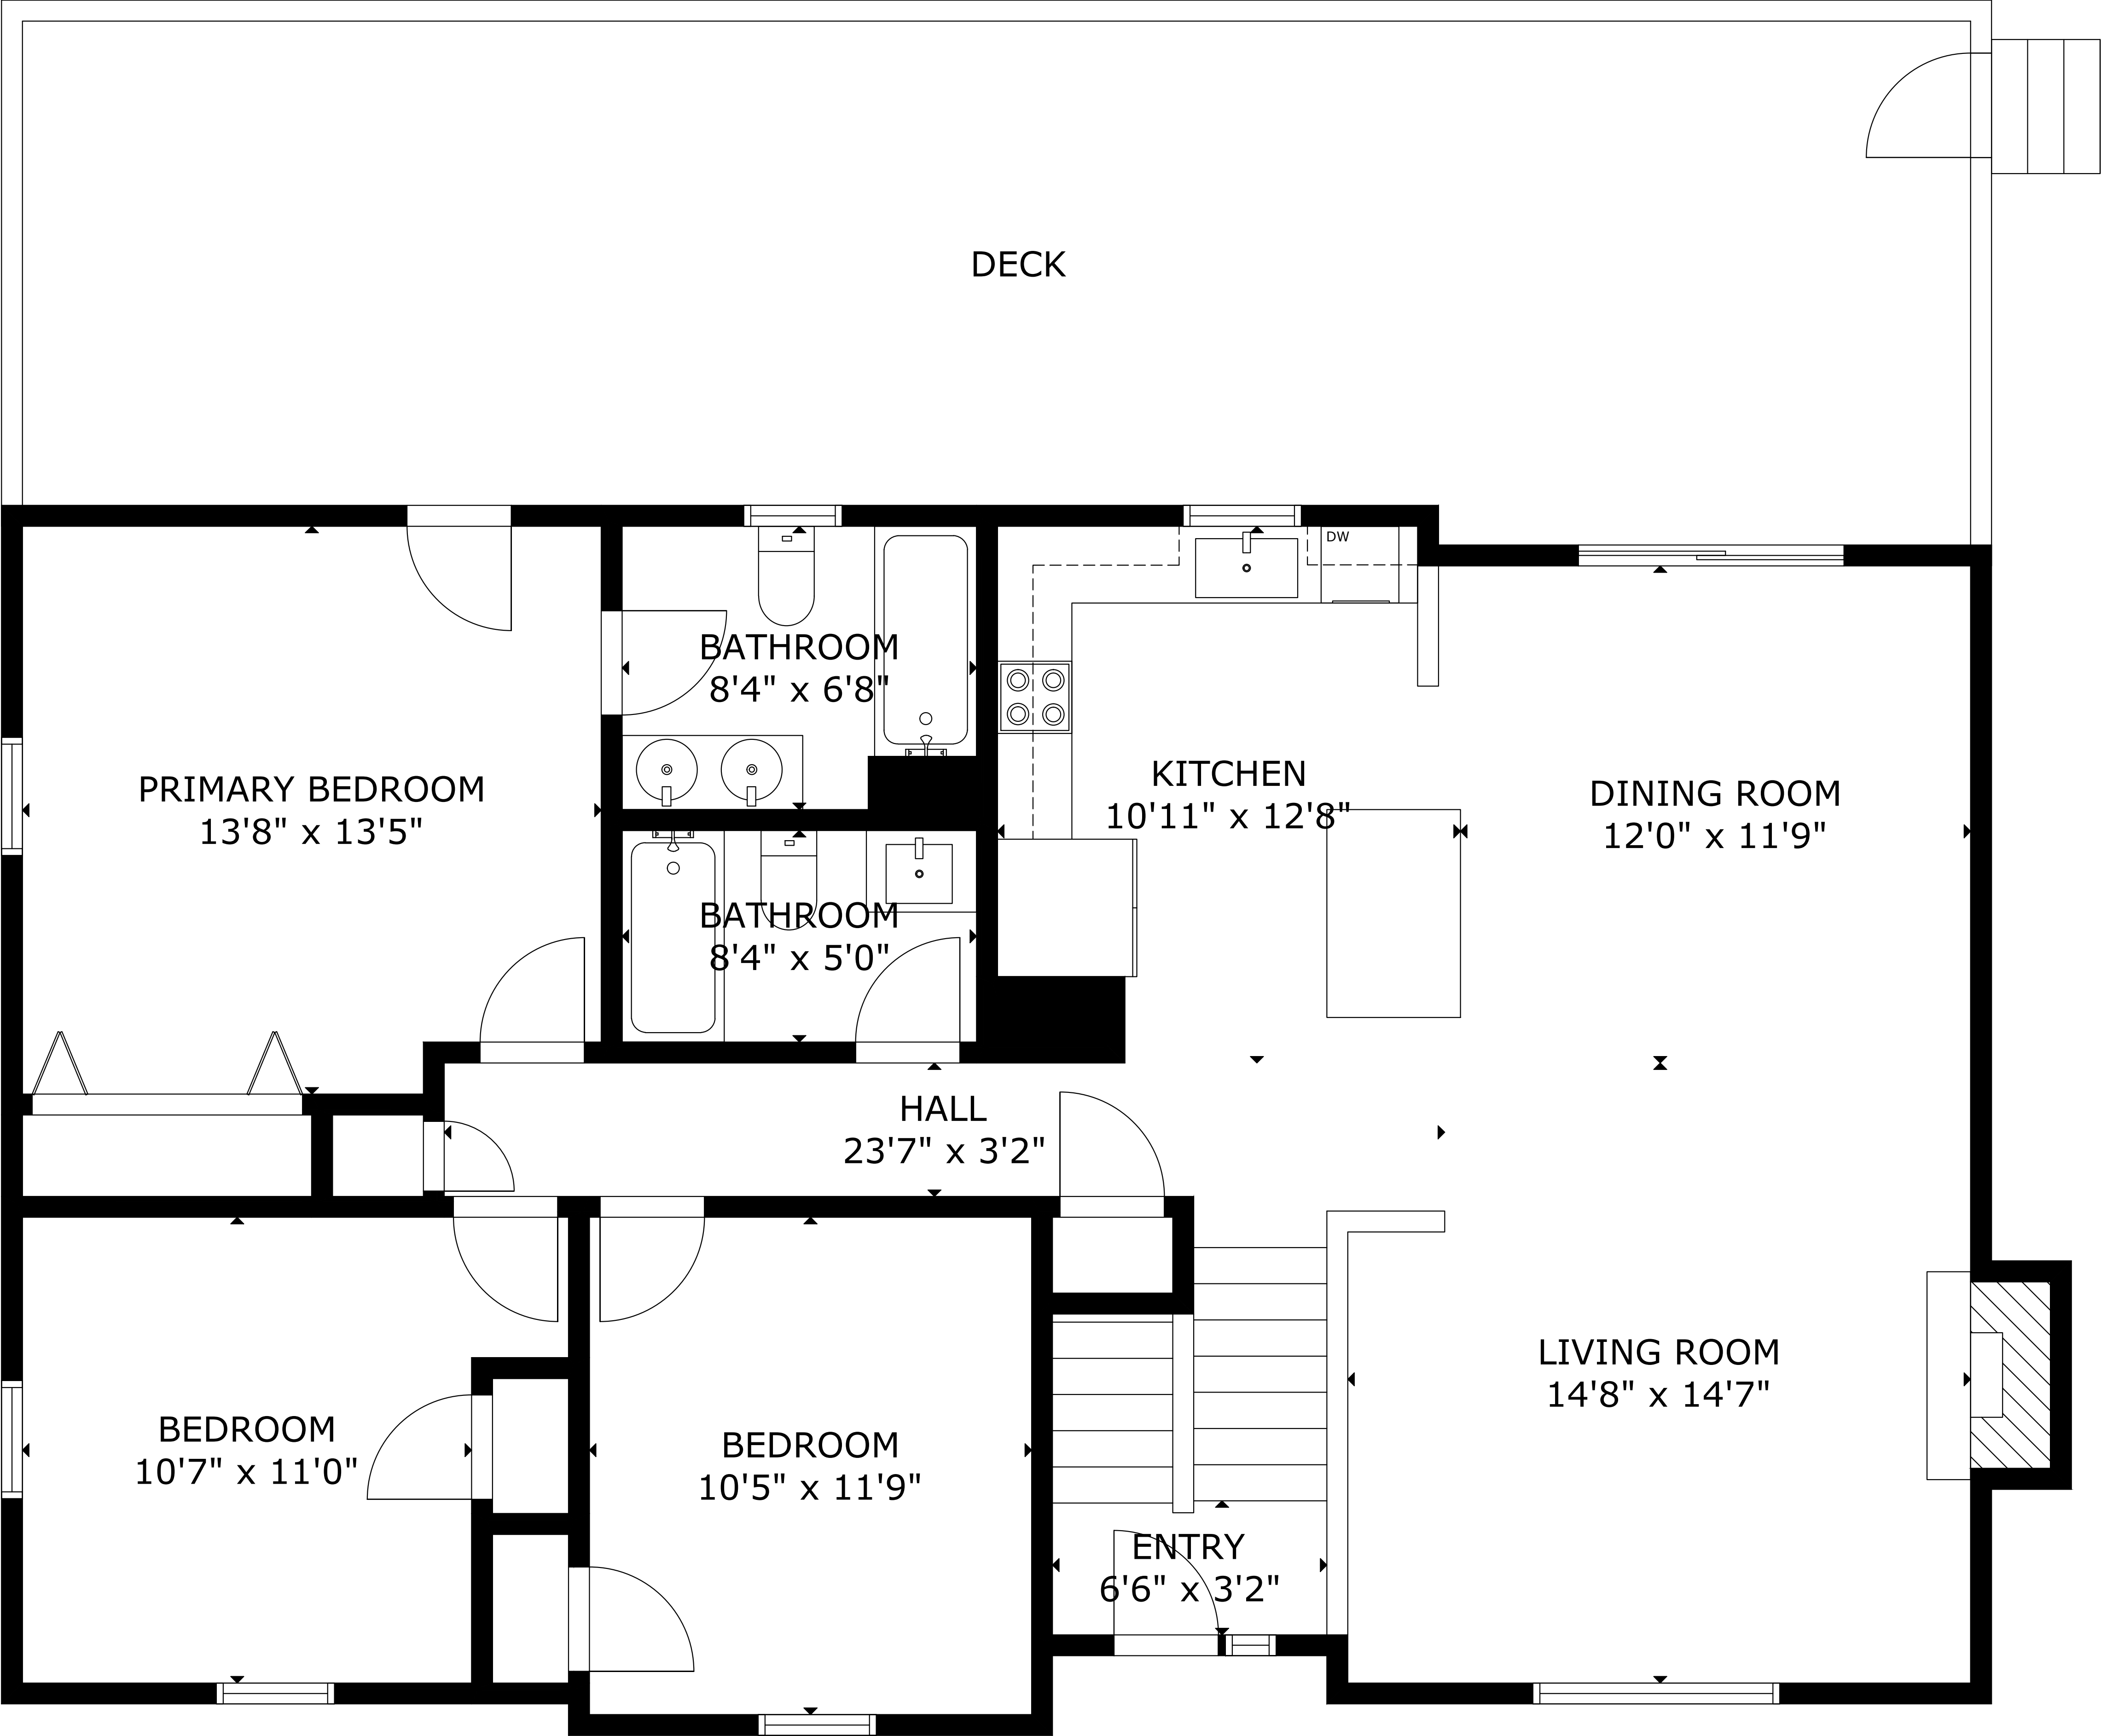 DECK
DW
BATHROOM
8'4" x 6'8"
PRIMARY BEDROOM
13'8" x 13'5"
KITCHEN
10'11" x 12'8"
DINING ROOM
12'0" x 11'9"
BATHROOM
8'4" x 5'0"
HALL
23'7" x 3'2"
LIVING ROOM
14'8" x 14'7"
BEDROOM
10'7" x 11'0"
BEDROOM
10'5" x 11'9"
ENTRY
6'6" x 3'2"